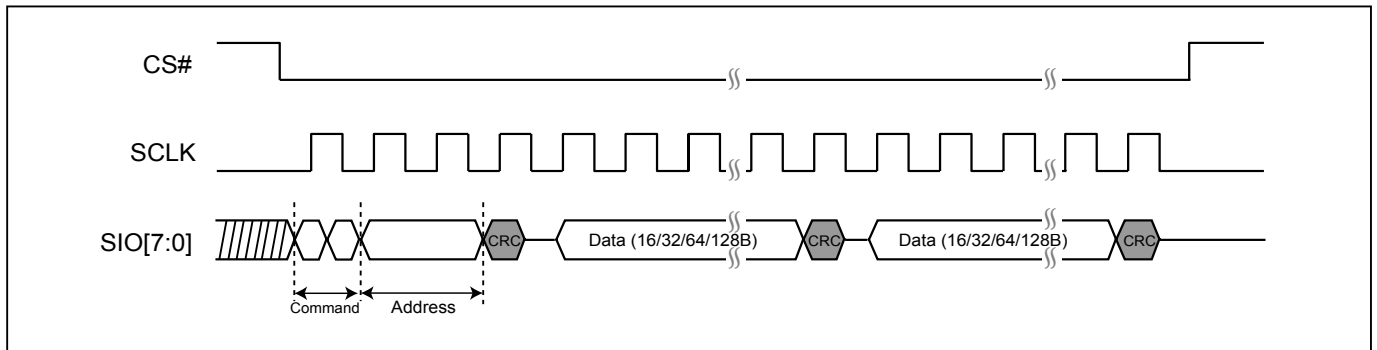 CS#
SCLK
SIO[7:0]
CRC
Data (16/32/64/128B)
CRC
Data (16/32/64/128B)
CRC
Command
Address